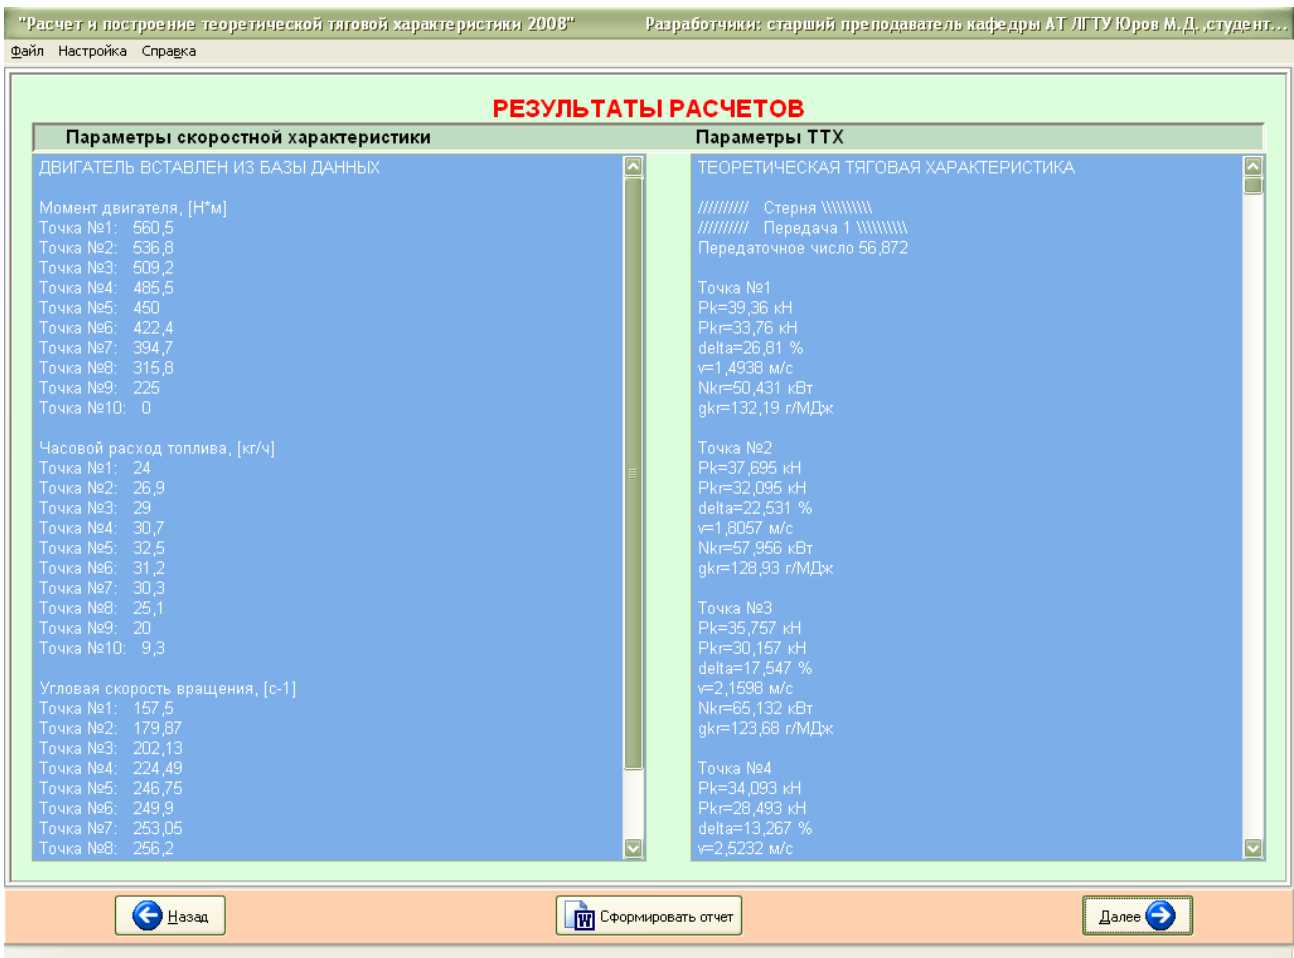 "Расчет и построение теоретической тяговой характеристики 2008" Разработчики: старший преподаватель кафедры АТ ЛГТУ Юров М.Д. ,студент...
Файл Настройка Справка
РЕЗУЛЬТАТЫ РАСЧЕТОВ
Параметры скоростной характеристики
ДВИГАТЕЛЬ ВСТАВЛЕН ИЗ БАЗЫ ДАННЫХ
Момент двигателя, [Н*м]
Точка №1: 560,5
Точка №2: 536,8
Точка №3: 509,2
Точка №4: 485,5
Точка №5: 450
Точка №6: 422,4
Точка №7: 394,7
Точка №8: 315,8
Точка №9: 225
Точка №10: 0
Часовой расход топлива, [кг/ч]
Точка №1: 24
Точка №2: 26,9
Точка №3: 29
Точка №4: 30,7
Точка №5: 32,5
Точка №6: 31,2
Точка №7: 30,3
Точка №8: 25,1
Точка №9: 20
Точка №10: 9,3
Угловая скорость вращения, [с-1]
Точка №1: 157,5
Точка №2: 179,87
Точка №3: 202,13
Точка №4: 224,49
Точка №5: 246,75
Точка №6: 249,9
Точка №7: 253,05
Точка №8: 256,2
Параметры ТТХ
ТЕОРЕТИЧЕСКАЯ ТЯГОВАЯ ХАРАКТЕРИСТИКА
////////// Стерня \\\\\\\\\\
////////// Передача 1 \\\\\\\\\\
Передаточное число 56,872
Точка №1
Pk=39,36 кН
Pkr=33,76 кН
delta=26,81 %
v=1,4938 м/с
Nkr=50,431 кВт
gkr=132,19 г/МДж
Точка №2
Pk=37,695 кН
Pkr=32,095 кН
delta=22,531 %
v=1,8057 м/с
Nkr=57,956 кВт
gkr=128,93 г/МДж
Точка №3
Pk=35,757 кН
Pkr=30,157 кН
delta=17,547 %
v=2,1598 м/с
Nkr=65,132 кВт
gkr=123,68 г/МДж
Точка №4
Pk=34,093 кН
Pkr=28,493 кН
delta=13,267 %
v=2,5232 м/с
Назад
Сформировать отчет
Далее